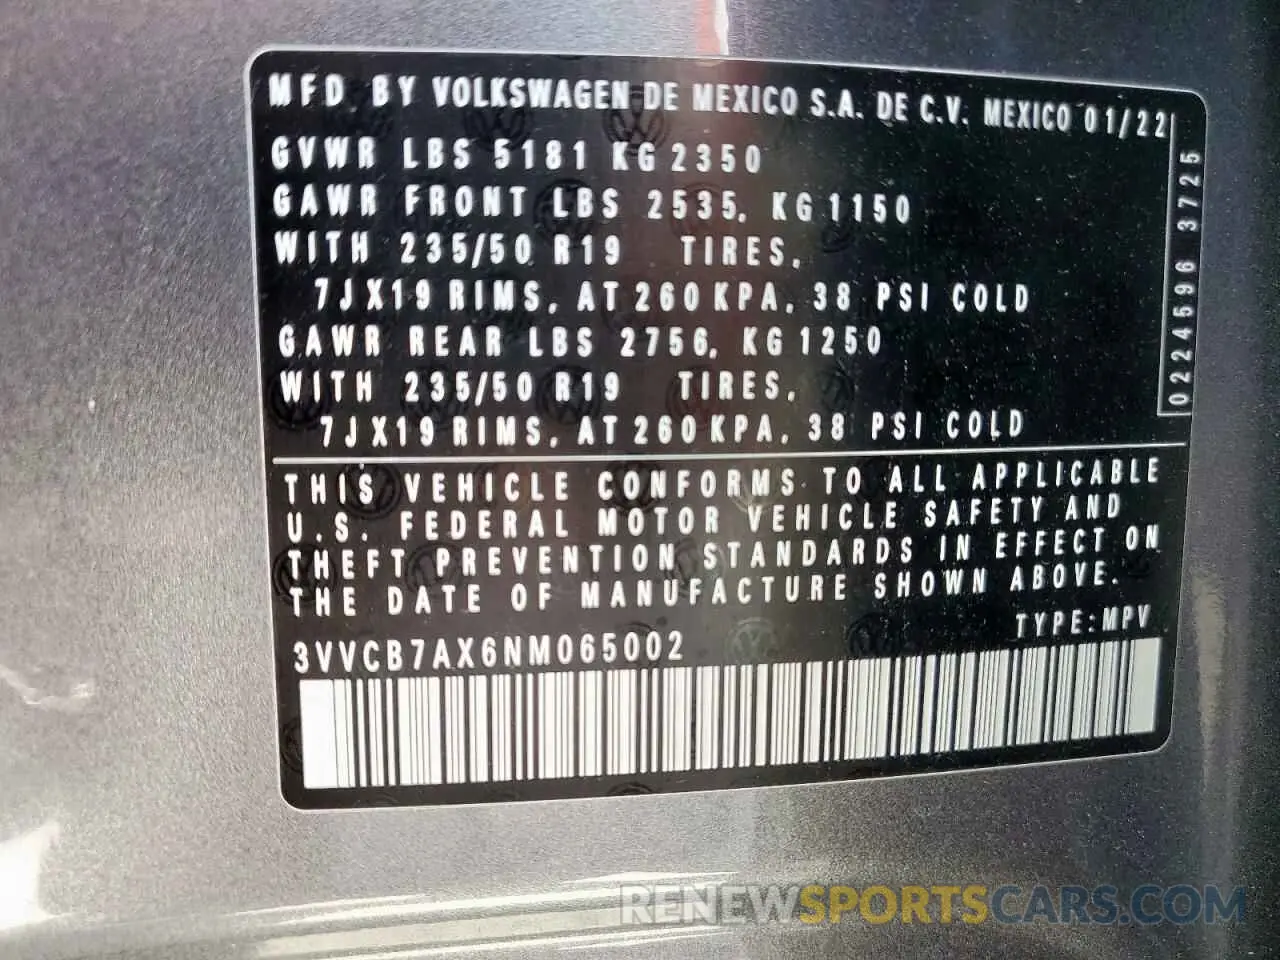 MFD. BY VOLKSWAGEN DE MEXICO S.A. DE C.V. MEXICO 01/22
GVWR LBS 5181 KG 2350
GAWR FRONT LBS 2535, KG 1150
WITH 235/50 R19 TIRES,
7JX19 RIMS, AT 260 KPA, 38 PSI COLD
GAWR REAR LBS 2756, KG 1250
WITH 235/50 R19 TIRES,
7JX19 RIMS, AT 260 KPA, 38 PSI COLD
0224596 3725
THIS VEHICLE CONFORMS TO ALL APPLICABLE
U.S. FEDERAL MOTOR VEHICLE SAFETY AND
THEFT PREVENTION STANDARDS IN EFFECT ON
THE DATE OF MANUFACTURE SHOWN ABOVE.
TYPE:MPV
3VVCB7AX6NM065002
RENEWSPORTSCARS.COM